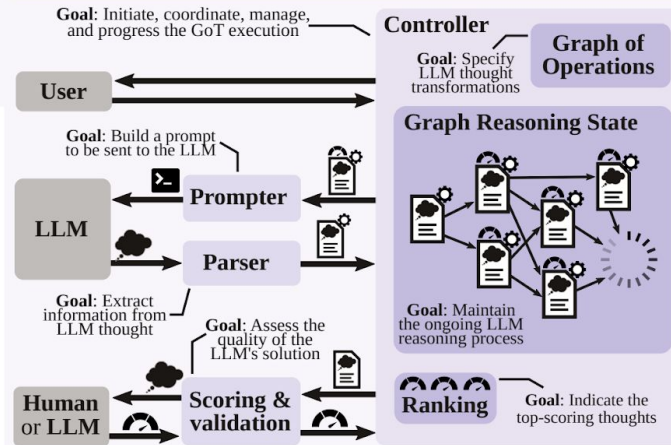 Goal: Initiate, coordinate, manage,
and progress the GoT execution
Controller
Goal: Specify
LLM thought
transformations
Graph of
Operations
User
Goal: Build a prompt
to be sent to the LLM
Graph Reasoning State
Prompter
LLM
Parser
Goal: Extract
information from
LLM thought
Goal: Maintain
the ongoing LLM
reasoning process
Goal: Assess the
quality of the
LLM's solution
Human
or LLM
Scoring &
validation
Ranking
Goal: Indicate the
top-scoring thoughts